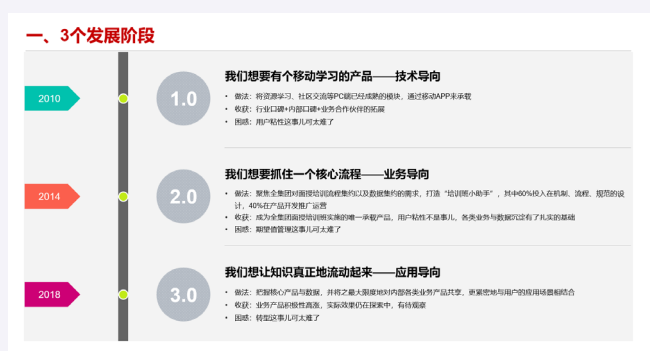 一、3个发展阶段
2010
1.0
我们想要有个移动学习的产品——技术导向
• 做法：将资源学习、社区交流等PC端已经成熟的模块，通过移动APP来承载
• 收获：行业口碑+内部口碑+业务合作伙伴的拓展
• 困惑：用户粘性这事儿可太难了
2014
2.0
我们想要抓住一个核心流程——业务导向
• 做法：聚焦全集团对面授培训流程集约以及数据集约的需求，打造“培训班小助手”，其中60%投入在机制、流程、规范的设
计，40%在产品开发推广运营
• 收获：成为全集团面授培训班实施的唯一承载产品，用户粘性不是事儿，各类业务与数据沉淀有了扎实的基础
• 困惑：期望值管理这事儿可太难了
2018
3.0
我们想让知识真正地流动起来——应用导向
• 做法：把握核心产品与数据，并将之最大限度地对内部各类业务产品共享，更紧密地与用户的应用场景相结合
• 收获：业务产品积极性高涨，实际效果仍在探索中，有待观察
• 困惑：转型这事儿可太难了